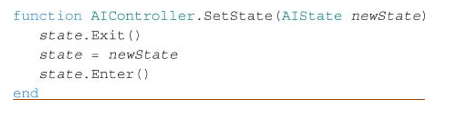 function AIController.SetState(AIState newState)
   state.Exit()
   state = newState
   state.Enter()
end